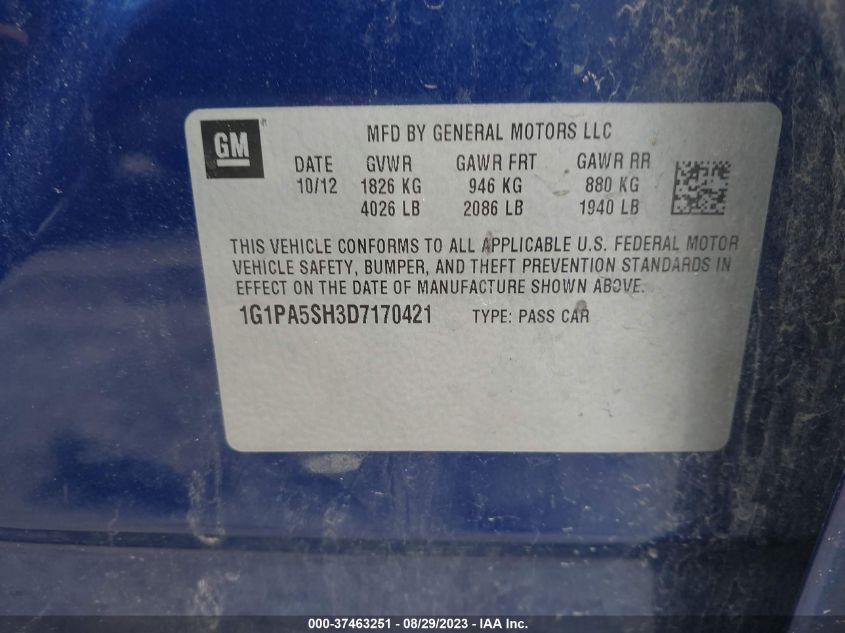 GM
MFD BY GENERAL MOTORS LLC
DATE GVWR GAWR FRT GAWR RR
10/12 1826 KG 946 KG 880 KG
4026 LB 2086 LB 1940 LB
THIS VEHICLE CONFORMS TO ALL APPLICABLE U.S. FEDERAL MOTOR
VEHICLE SAFETY, BUMPER, AND THEFT PREVENTION STANDARDS IN
EFFECT ON THE DATE OF MANUFACTURE SHOWN ABOVE.
1G1PA5SH3D7170421 TYPE: PASS CAR
000-37463251 - 08/29/2023 - IAA Inc.